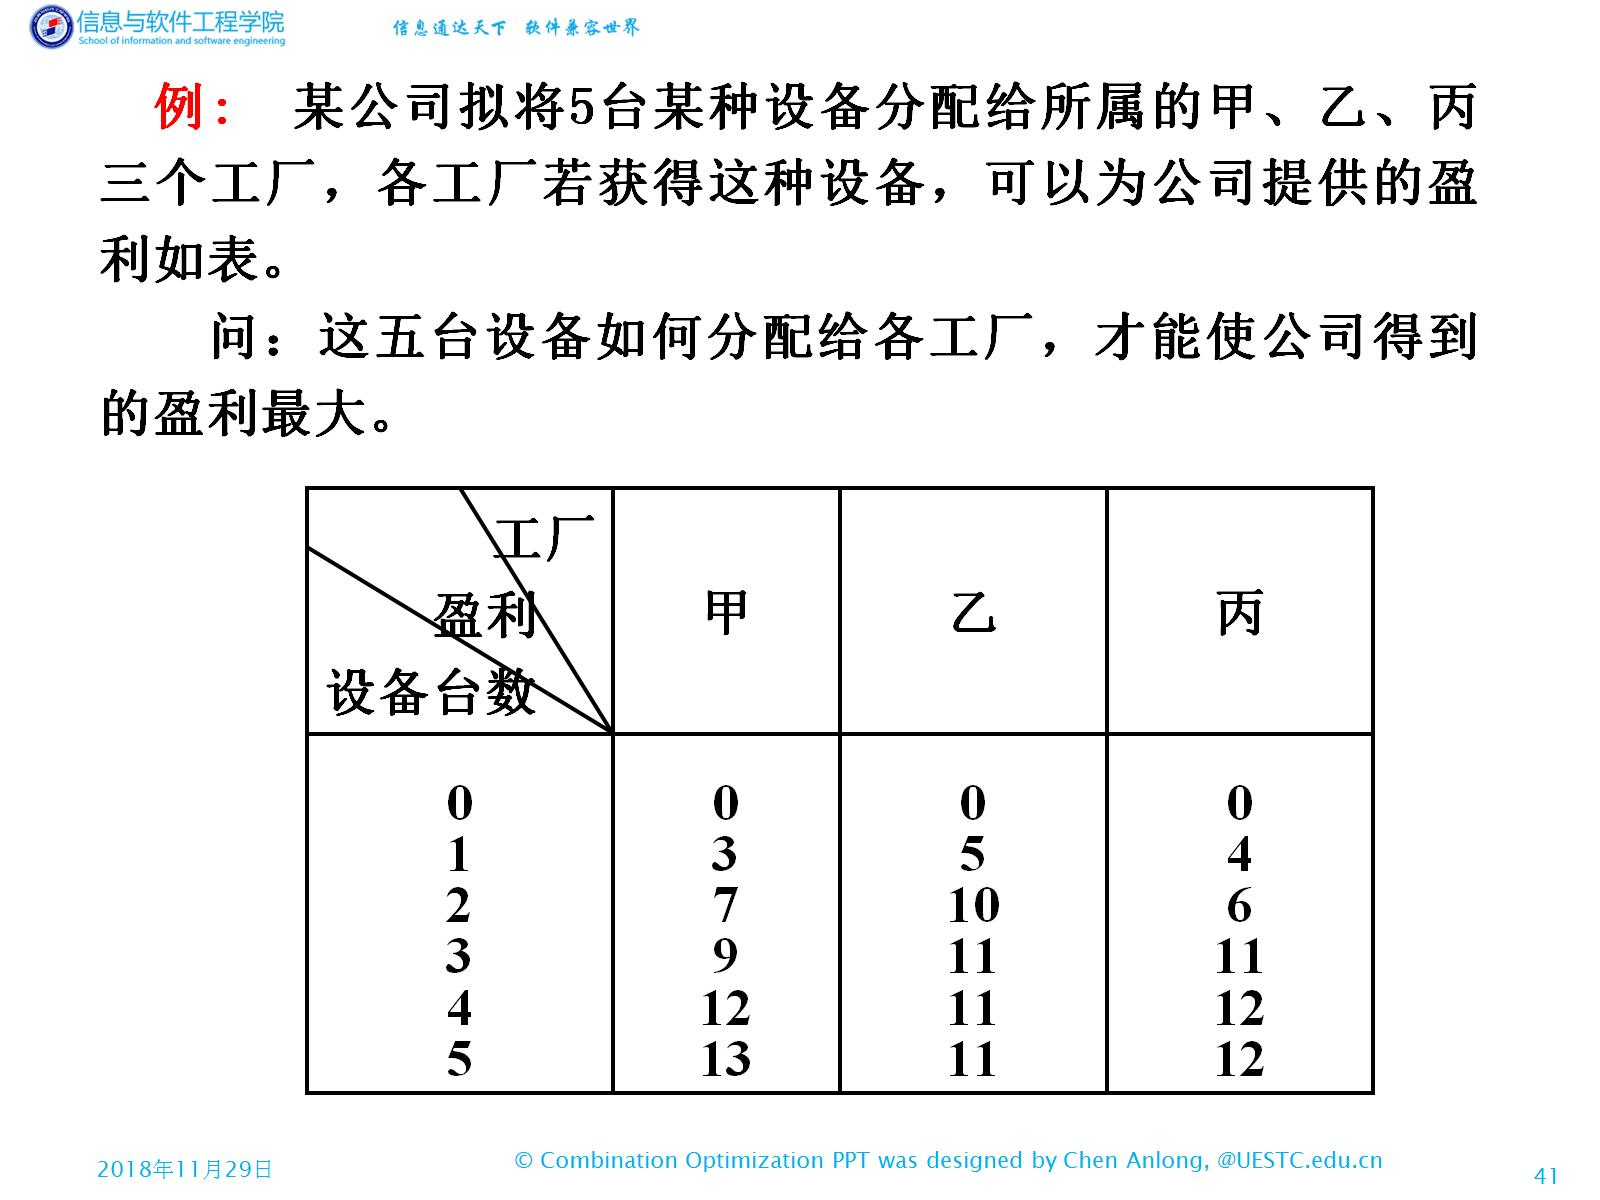 信息与软件工程学院
School of information and software engineering
信息通达天下 软件兼容世界
例： 某公司拟将5台某种设备分配给所属的甲、乙、丙
三个工厂，各工厂若获得这种设备，可以为公司提供的盈
利如表。
问：这五台设备如何分配给各工厂，才能使公司得到
的盈利最大。
工厂
盈利
设备台数
甲 乙 丙
0 0 0 0
1 3 5 4
2 7 10 6
3 9 11 11
4 12 11 12
5 13 11 12
2018年11月29日
© Combination Optimization PPT was designed by Chen Anlong, @UESTC.edu.cn
41